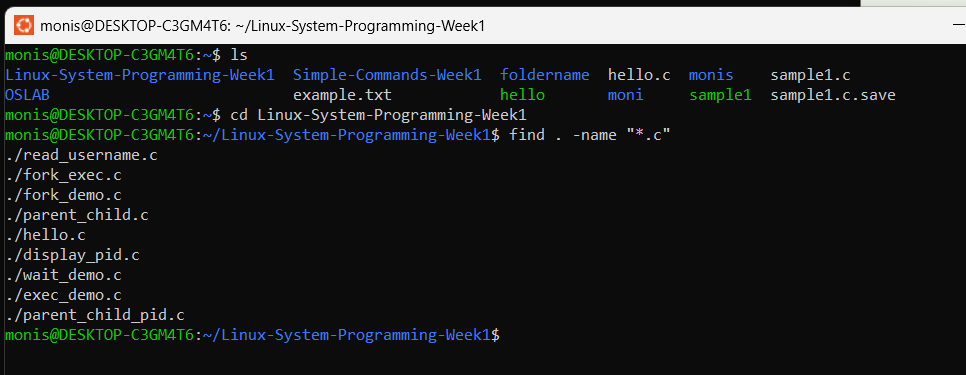 monis@DESKTOP-C3GM4T6: ~/Linux-System-Programming-Week1
monis@DESKTOP-C3GM4T6:~$ ls
Linux-System-Programming-Week1  Simple-Commands-Week1  foldername  hello.c  monis    sample1.c
OSLAB                           example.txt            hello       moni     sample1  sample1.c.save
monis@DESKTOP-C3GM4T6:~$ cd Linux-System-Programming-Week1
monis@DESKTOP-C3GM4T6:~/Linux-System-Programming-Week1$ find . -name "*.c"
./read_username.c
./fork_exec.c
./fork_demo.c
./parent_child.c
./hello.c
./display_pid.c
./wait_demo.c
./exec_demo.c
./parent_child_pid.c
monis@DESKTOP-C3GM4T6:~/Linux-System-Programming-Week1$